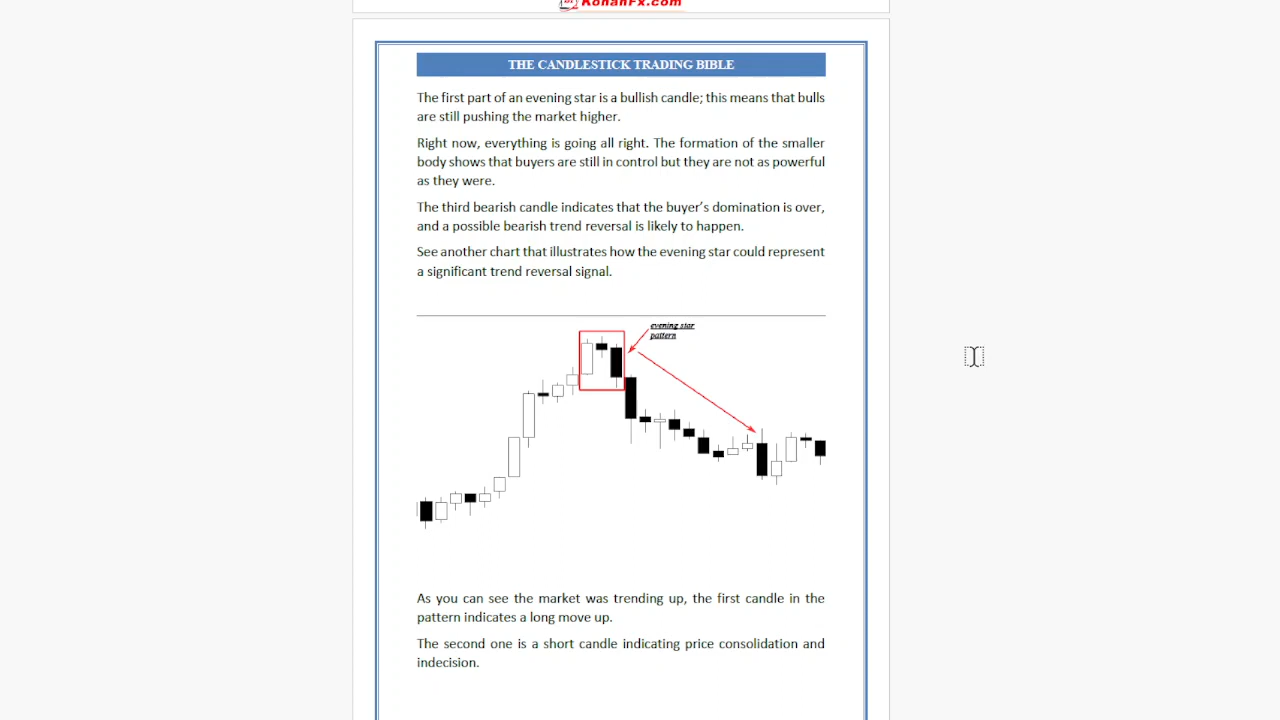 KohanFx.com
THE CANDLESTICK TRADING BIBLE
The first part of an evening star is a bullish candle; this means that bulls
are still pushing the market higher.
Right now, everything is going all right. The formation of the smaller
body shows that buyers are still in control but they are not as powerful
as they were.
The third bearish candle indicates that the buyer’s domination is over,
and a possible bearish trend reversal is likely to happen.
See another chart that illustrates how the evening star could represent
a significant trend reversal signal.
evening star
pattern
As you can see the market was trending up, the first candle in the
pattern indicates a long move up.
The second one is a short candle indicating price consolidation and
indecision.